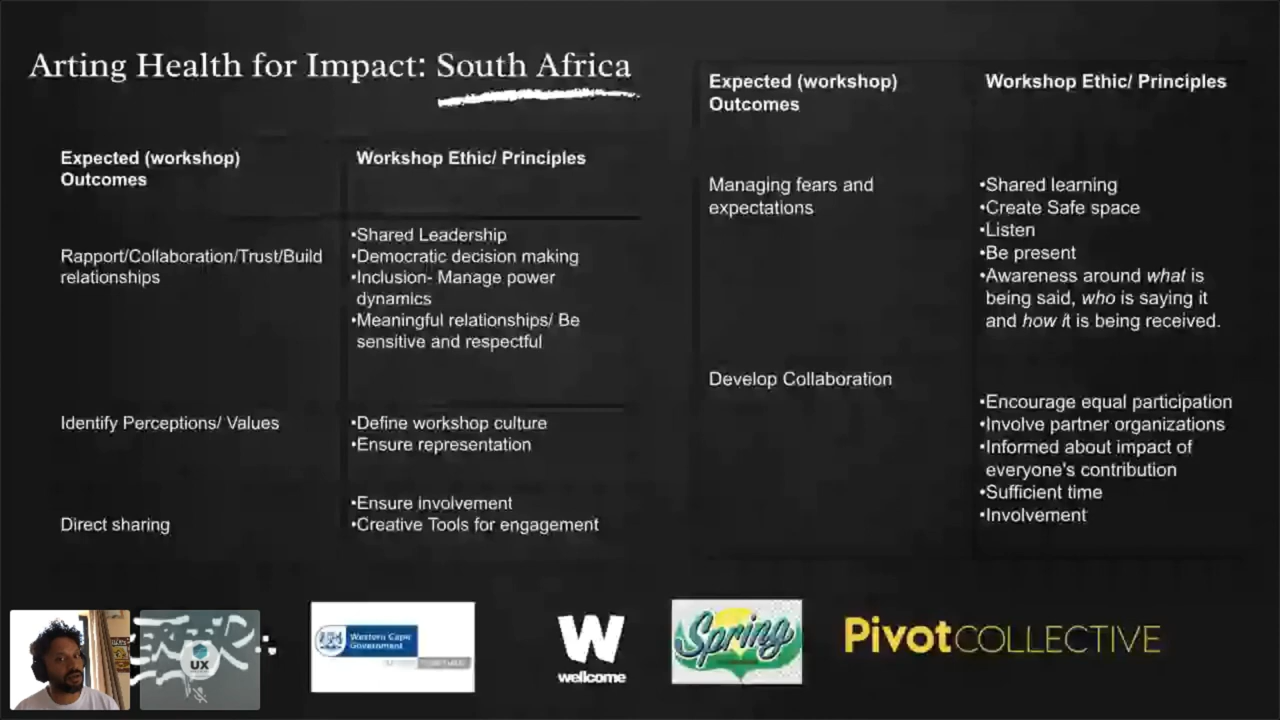 Arting Health for Impact: South Africa
Expected (workshop)
Outcomes
Workshop Ethic/ Principles
Rapport/Collaboration/Trust/Build
relationships
•Shared Leadership
•Democratic decision making
•Inclusion- Manage power
dynamics
•Meaningful relationships/ Be
sensitive and respectful
Identify Perceptions/ Values
•Define workshop culture
•Ensure representation
Direct sharing
•Ensure involvement
•Creative Tools for engagement
Expected (workshop)
Outcomes
Workshop Ethic/ Principles
Managing fears and
expectations
•Shared learning
•Create Safe space
•Listen
•Be present
•Awareness around what is
being said, who is saying it
and how it is being received.
Develop Collaboration
•Encourage equal participation
•Involve partner organizations
•Informed about impact of
everyone's contribution
•Sufficient time
•Involvement
UX
Western Cape
Government
W
wellcome
Spring
PivotCOLLECTIVE